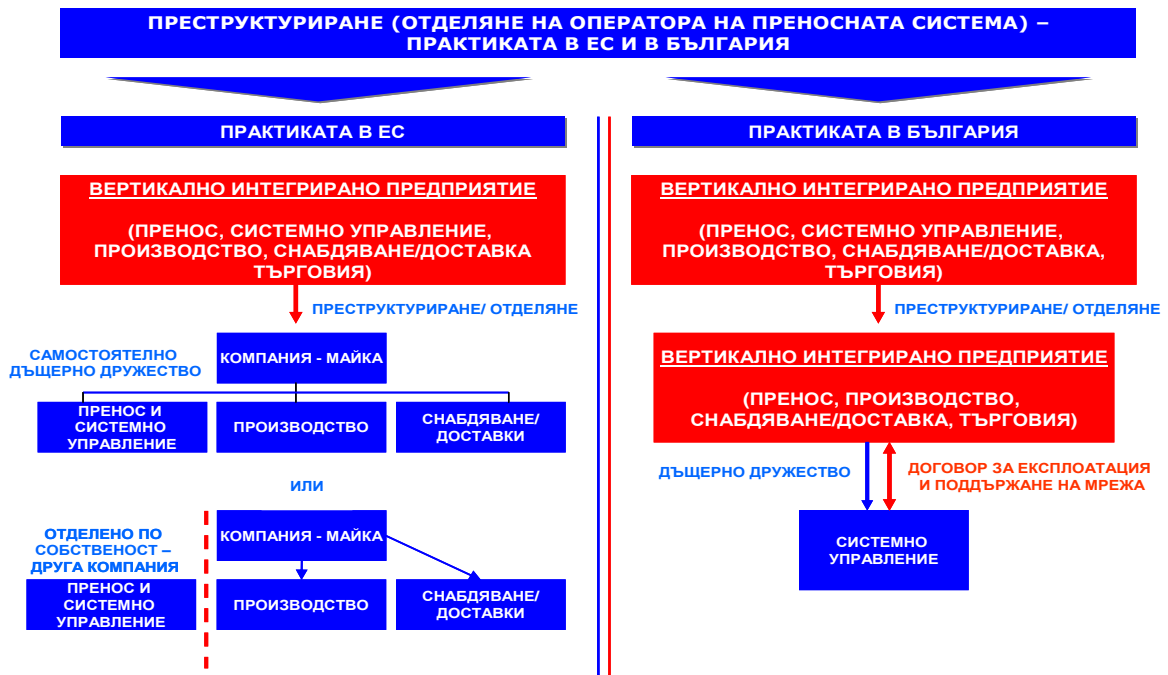 ПРЕСТРУКТУРИРАНЕ (ОТДЕЛЯНЕ НА ОПЕРАТОРА НА ПРЕНОСНАТА СИСТЕМА) –
ПРАКТИКАТА В ЕС И В БЪЛГАРИЯ
ПРАКТИКАТА В ЕС
ВЕРТИКАЛНО ИНТЕГРИРАНО ПРЕДПРИЯТИЕ
(ПРЕНОС, СИСТЕМНО УПРАВЛЕНИЕ,
ПРОИЗВОДСТВО, СНАБДЯВАНЕ/ДОСТАВКА
ТЪРГОВИЯ)
ПРЕСТРУКТУРИРАНЕ/ ОТДЕЛЯНЕ
САМОСТОЯТЕЛНО
ДЪЩЕРНО ДРУЖЕСТВО
КОМПАНИЯ - МАЙКА
ПРЕНОС И
СИСТЕМНО
УПРАВЛЕНИЕ
ПРОИЗВОДСТВО
СНАБДЯВАНЕ/
ДОСТАВКИ
ИЛИ
ОТДЕЛЕНО ПО
СОБСТВЕНОСТ –
ДРУГА КОМПАНИЯ
КОМПАНИЯ - МАЙКА
ПРЕНОС И
СИСТЕМНО
УПРАВЛЕНИЕ
ПРОИЗВОДСТВО
СНАБДЯВАНЕ/
ДОСТАВКИ
ПРАКТИКАТА В БЪЛГАРИЯ
ВЕРТИКАЛНО ИНТЕГРИРАНО ПРЕДПРИЯТИЕ
(ПРЕНОС, СИСТЕМНО УПРАВЛЕНИЕ,
ПРОИЗВОДСТВО, СНАБДЯВАНЕ/ДОСТАВКА,
ТЪРГОВИЯ)
ПРЕСТРУКТУРИРАНЕ/ ОТДЕЛЯНЕ
ВЕРТИКАЛНО ИНТЕГРИРАНО ПРЕДПРИЯТИЕ
(ПРЕНОС, ПРОИЗВОДСТВО,
СНАБДЯВАНЕ/ДОСТАВКА, ТЪРГОВИЯ)
ДЪЩЕРНО ДРУЖЕСТВО
ДОГОВОР ЗА ЕКСПЛОАТАЦИЯ
И ПОДДЪРЖАНЕ НА МРЕЖА
СИСТЕМНО
УПРАВЛЕНИЕ